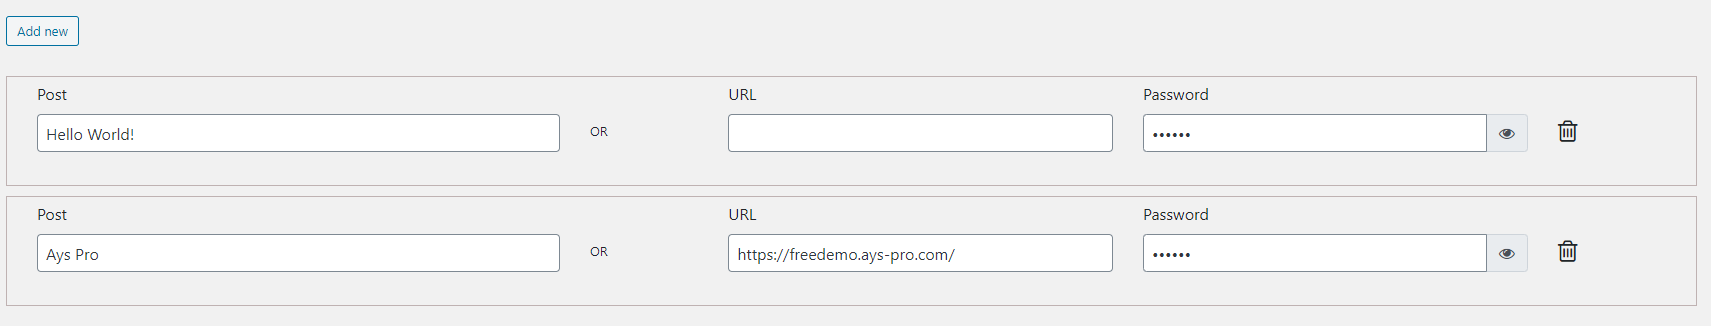 Add new
Post URL Password
Hello World! OR ••••••
Post URL Password
Ays Pro OR https://freedemo.ays-pro.com/ ••••••